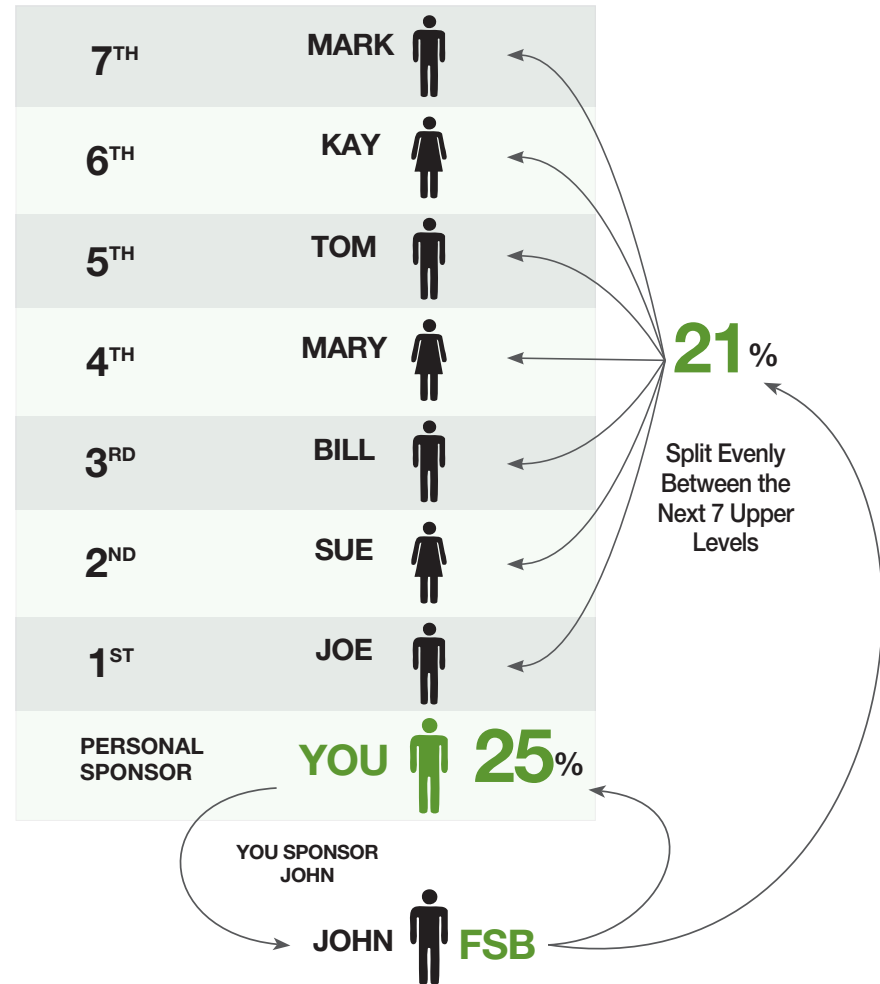 7TH MARK
6TH KAY
5TH TOM
4TH MARY
21%
3RD BILL
Split Evenly
Between the
Next 7 Upper
Levels
2ND SUE
1ST JOE
PERSONAL
SPONSOR
YOU 25%
YOU SPONSOR
JOHN
JOHN FSB